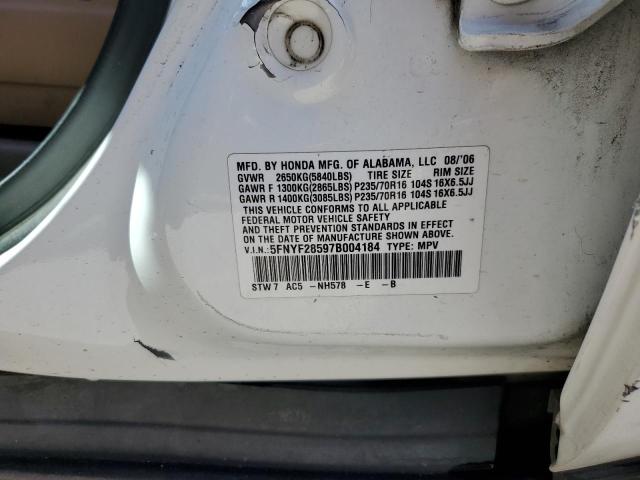 MFD. BY HONDA MFG. OF ALABAMA, LLC 08/'06
GVWR 2650KG(5840LBS) TIRE SIZE RIM SIZE
GAWR F 1300KG(2865LBS) P235/70R16 104S 16X6.5JJ
GAWR R 1400KG(3085LBS) P235/70R16 104S 16X6.5JJ
THIS VEHICLE CONFORMS TO ALL APPLICABLE
FEDERAL MOTOR VEHICLE SAFETY
AND THEFT PREVENTION STANDARDS IN EFFECT
ON THE DATE OF MANUFACTURE SHOWN ABOVE.
V.I.N.: 5FNYF28597B004184 TYPE: MPV
STW7 AC5 -NH578 -E -B